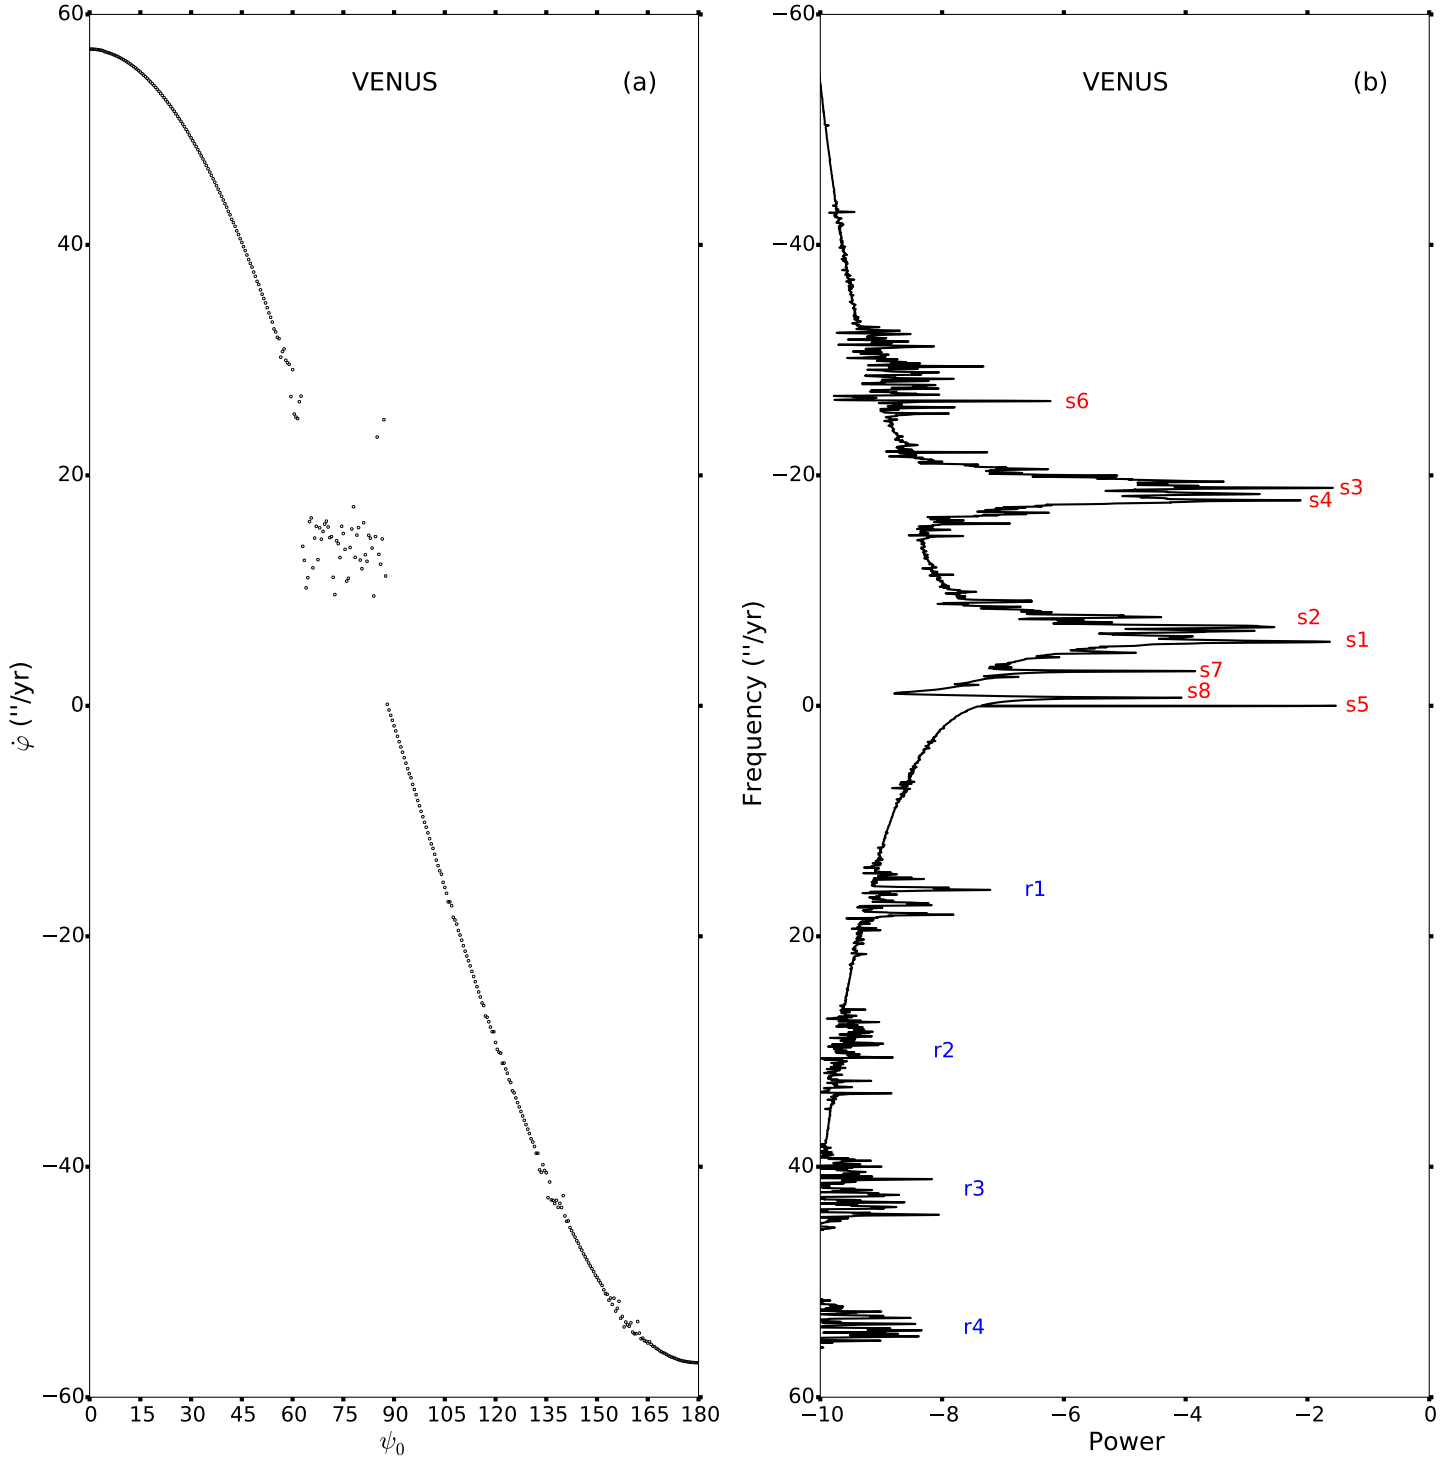 VENUS (a)
60
40
20
0
−20
−40
−60
φ̇ (''/yr)
0 15 30 45 60 75 90 105 120 135 150 165 180
ψ0
VENUS (b)
−60
−40
−20
0
20
40
60
Frequency (''/yr)
s6
s3
s4
s2
s1
s7
s8
s5
r1
r2
r3
r4
−10 −8 −6 −4 −2 0
Power